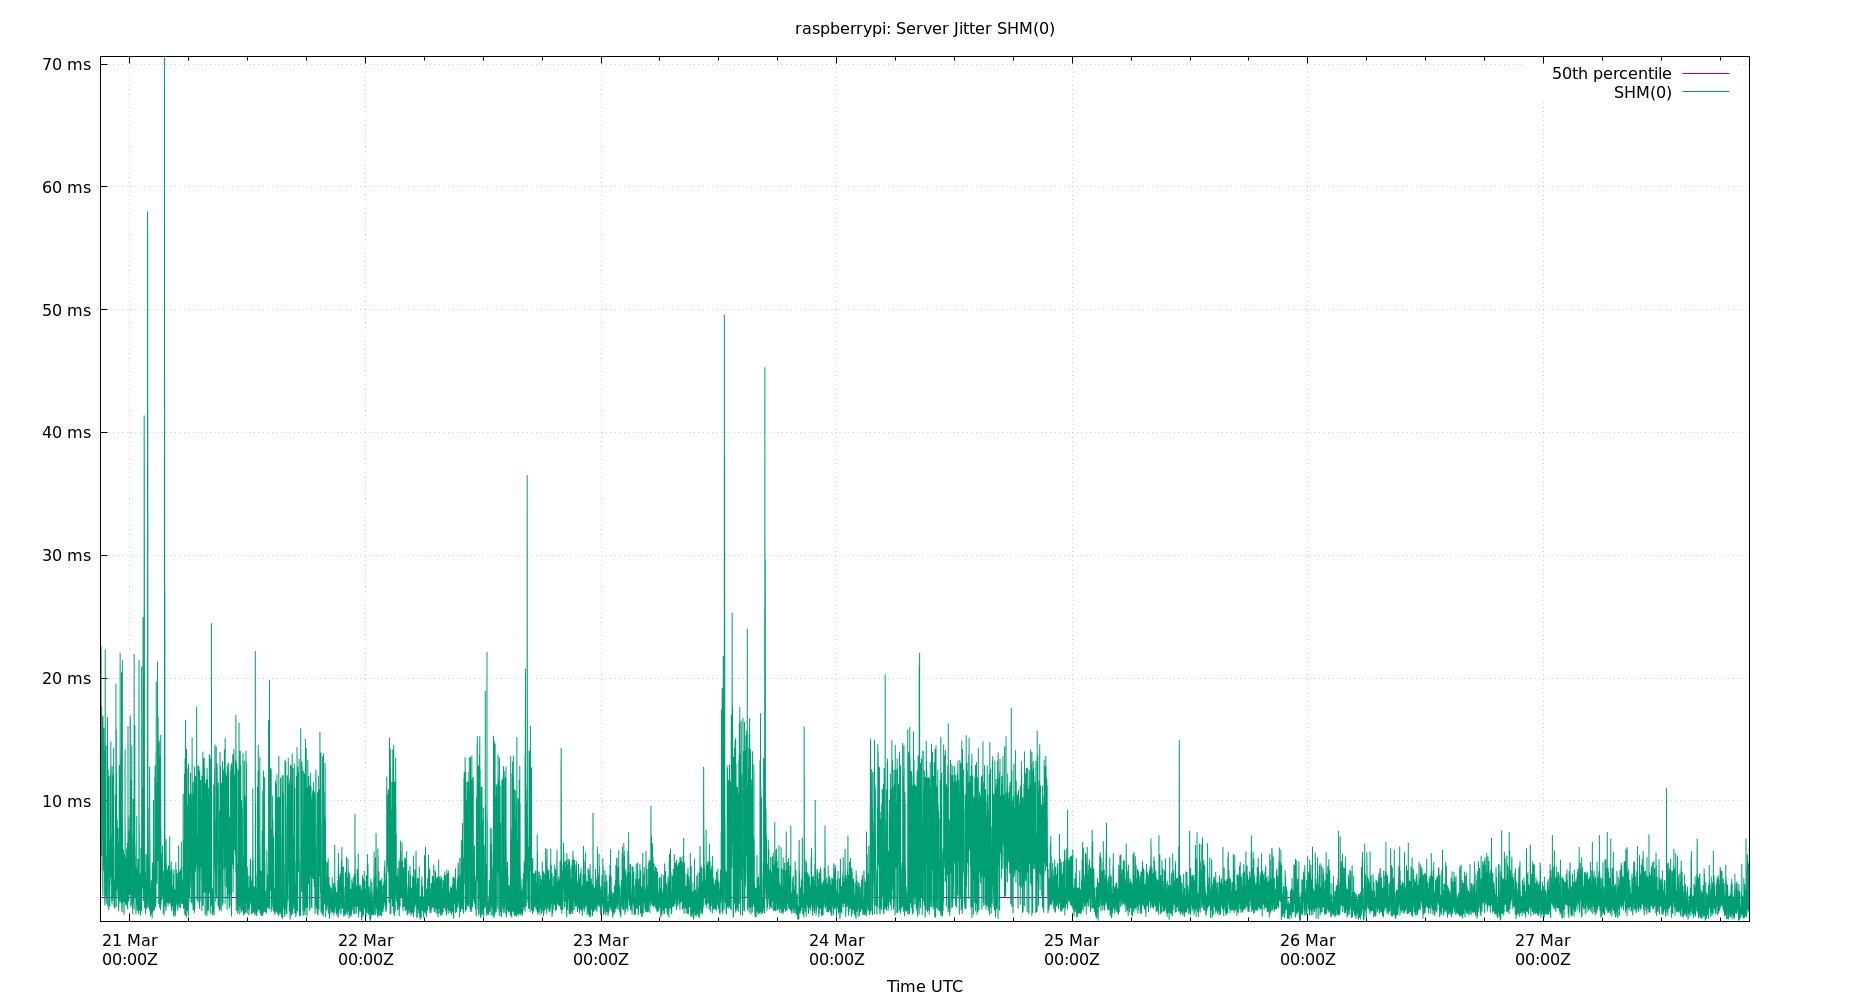 raspberrypi: Server Jitter SHM(0)
70 ms
60 ms
50 ms
40 ms
30 ms
20 ms
10 ms
50th percentile
SHM(0)
21 Mar
00:00Z
22 Mar
00:00Z
23 Mar
00:00Z
24 Mar
00:00Z
25 Mar
00:00Z
26 Mar
00:00Z
27 Mar
00:00Z
Time UTC